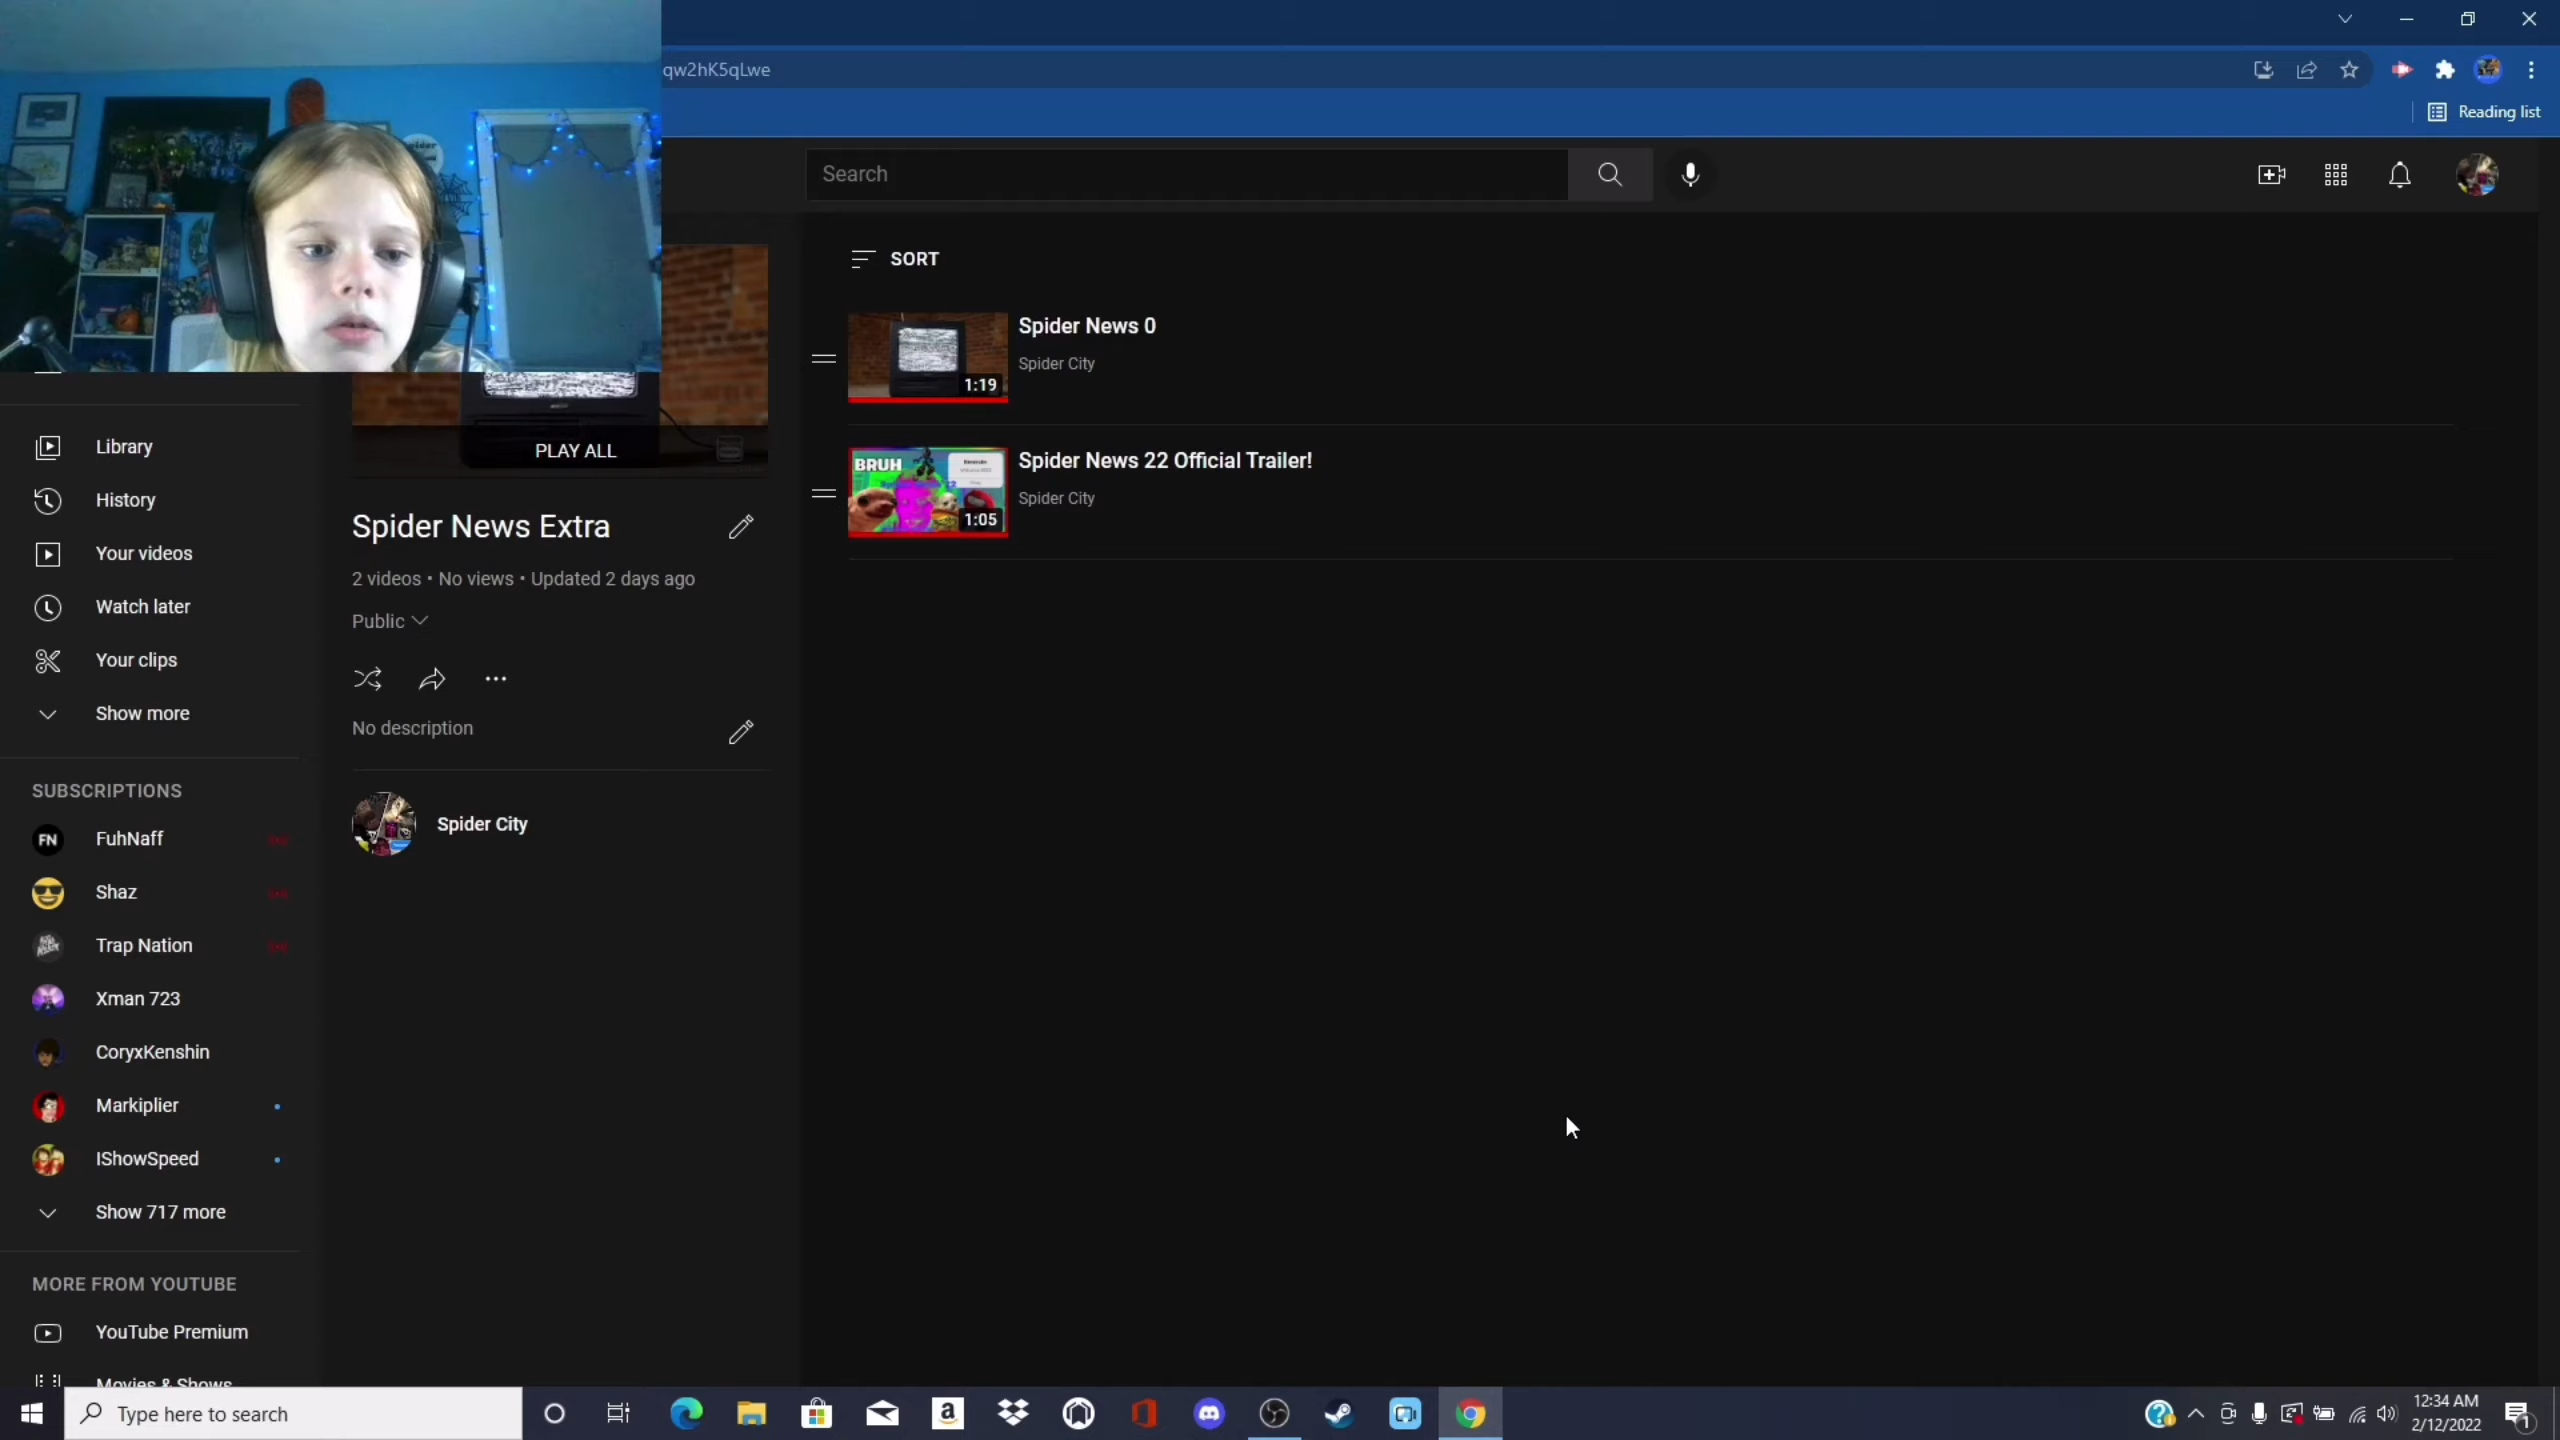 qw2hK5qLwe
Reading list
Search
SORT
Spider News 0
Spider City
1:19
BRUH
Spider News 22 Official Trailer!
Spider City
1:05
PLAY ALL
Spider News Extra
2 videos • No views • Updated 2 days ago
Public
No description
Spider City
Library
History
Your videos
Watch later
Your clips
Show more
SUBSCRIPTIONS
FN FuhNaff
Shaz
Trap Nation
Xman 723
CoryxKenshin
Markiplier
IShowSpeed
Show 717 more
MORE FROM YOUTUBE
YouTube Premium
Movies & Shows
Type here to search
12:34 AM
2/12/2022
1